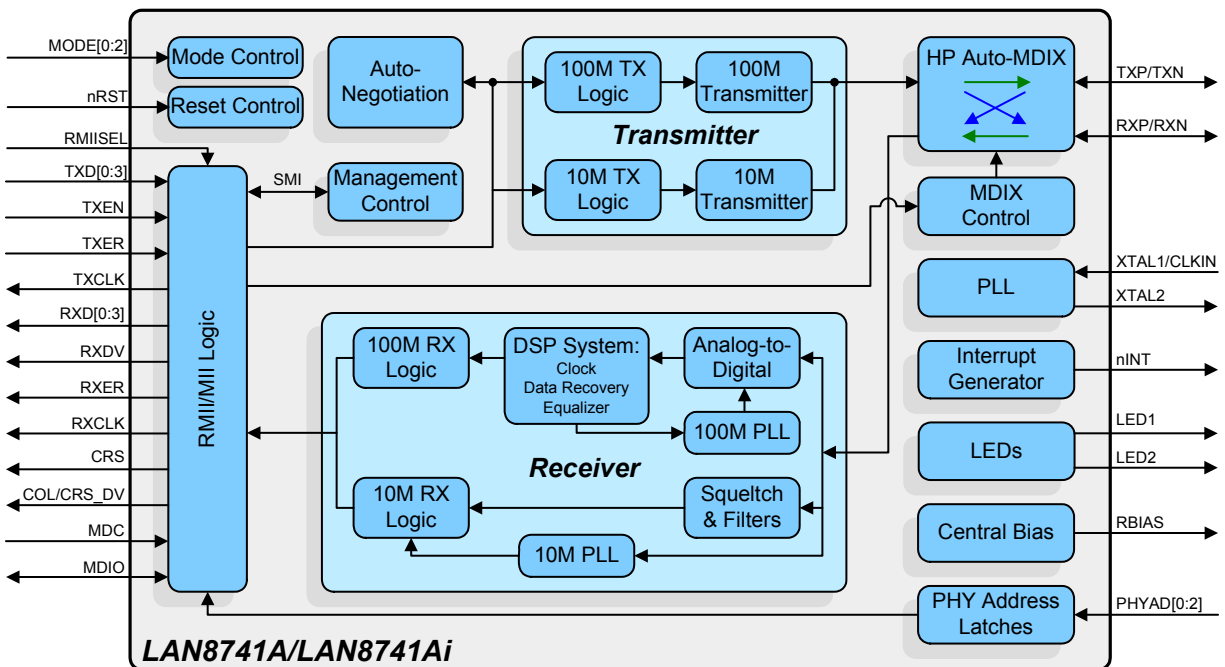 MODE[0:2]
nRST
RMIISEL
TXD[0:3]
TXEN
TXER
TXCLK
RXD[0:3]
RXDV
RXER
RXCLK
CRS
COL/CRS_DV
MDC
MDIO
Mode Control
Reset Control
RMII/MII Logic
SMI
Auto-
Negotiation
Management
Control
100M TX
Logic
100M
Transmitter
Transmitter
10M TX
Logic
10M
Transmitter
100M RX
Logic
DSP System:
Clock
Data Recovery
Equalizer
Analog-to-
Digital
100M PLL
Receiver
10M RX
Logic
Squeltch
& Filters
10M PLL
HP Auto-MDIX
MDIX
Control
PLL
Interrupt
Generator
LEDs
Central Bias
PHY Address
Latches
TXP/TXN
RXP/RXN
XTAL1/CLKIN
XTAL2
nINT
LED1
LED2
RBIAS
PHYAD[0:2]
LAN8741A/LAN8741Ai